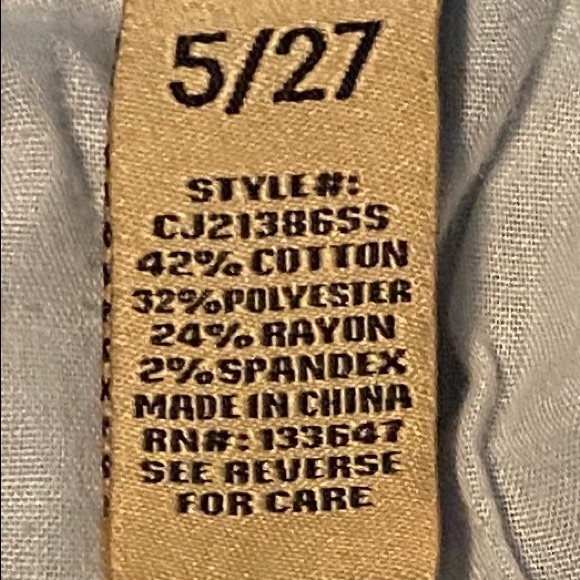 5/27
STYLE#:
CJ21386SS
42% COTTON
32% POLYESTER
24% RAYON
2% SPANDEX
MADE IN CHINA
RN#: 133647
SEE REVERSE
FOR CARE